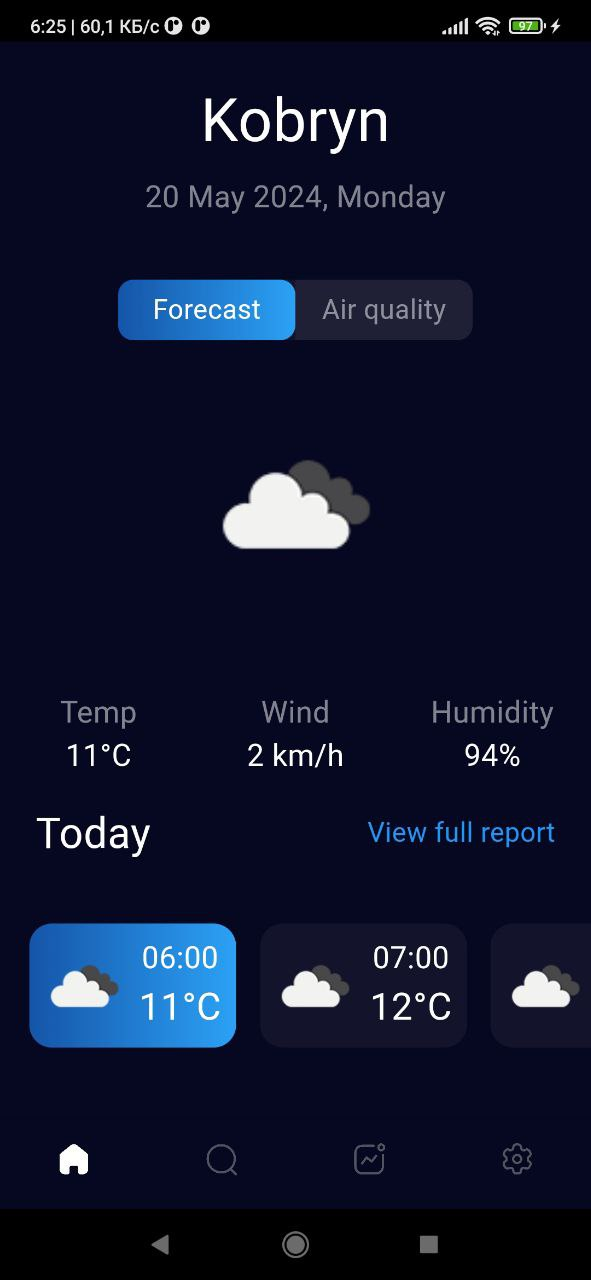 6:25 | 60,1 КБ/с
97
Kobryn
20 May 2024, Monday
Forecast Air quality
Temp Wind Humidity
11°C 2 km/h 94%
Today View full report
06:00 07:00
11°C 12°C